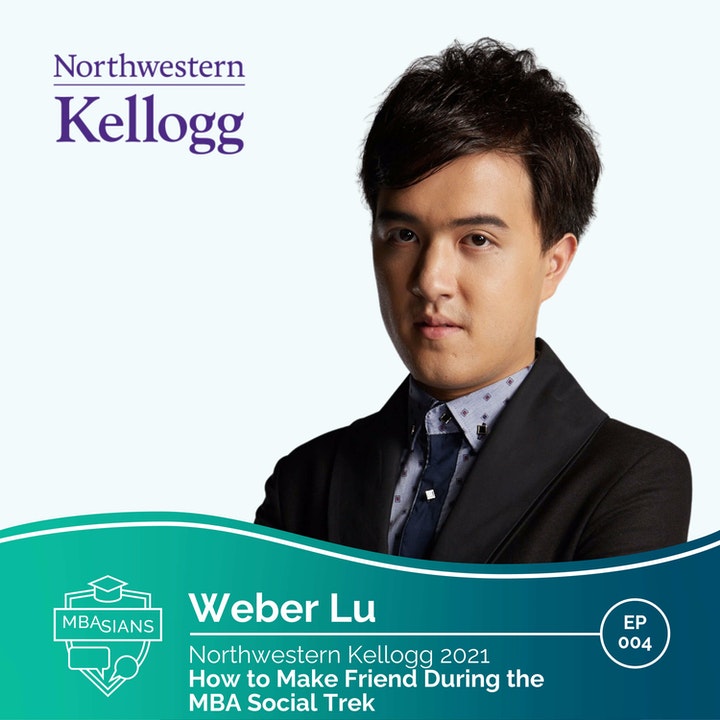 Northwestern
Kellogg
MBASIANS
Weber Lu
EP
004
Northwestern Kellogg 2021
How to Make Friend During the
MBA Social Trek